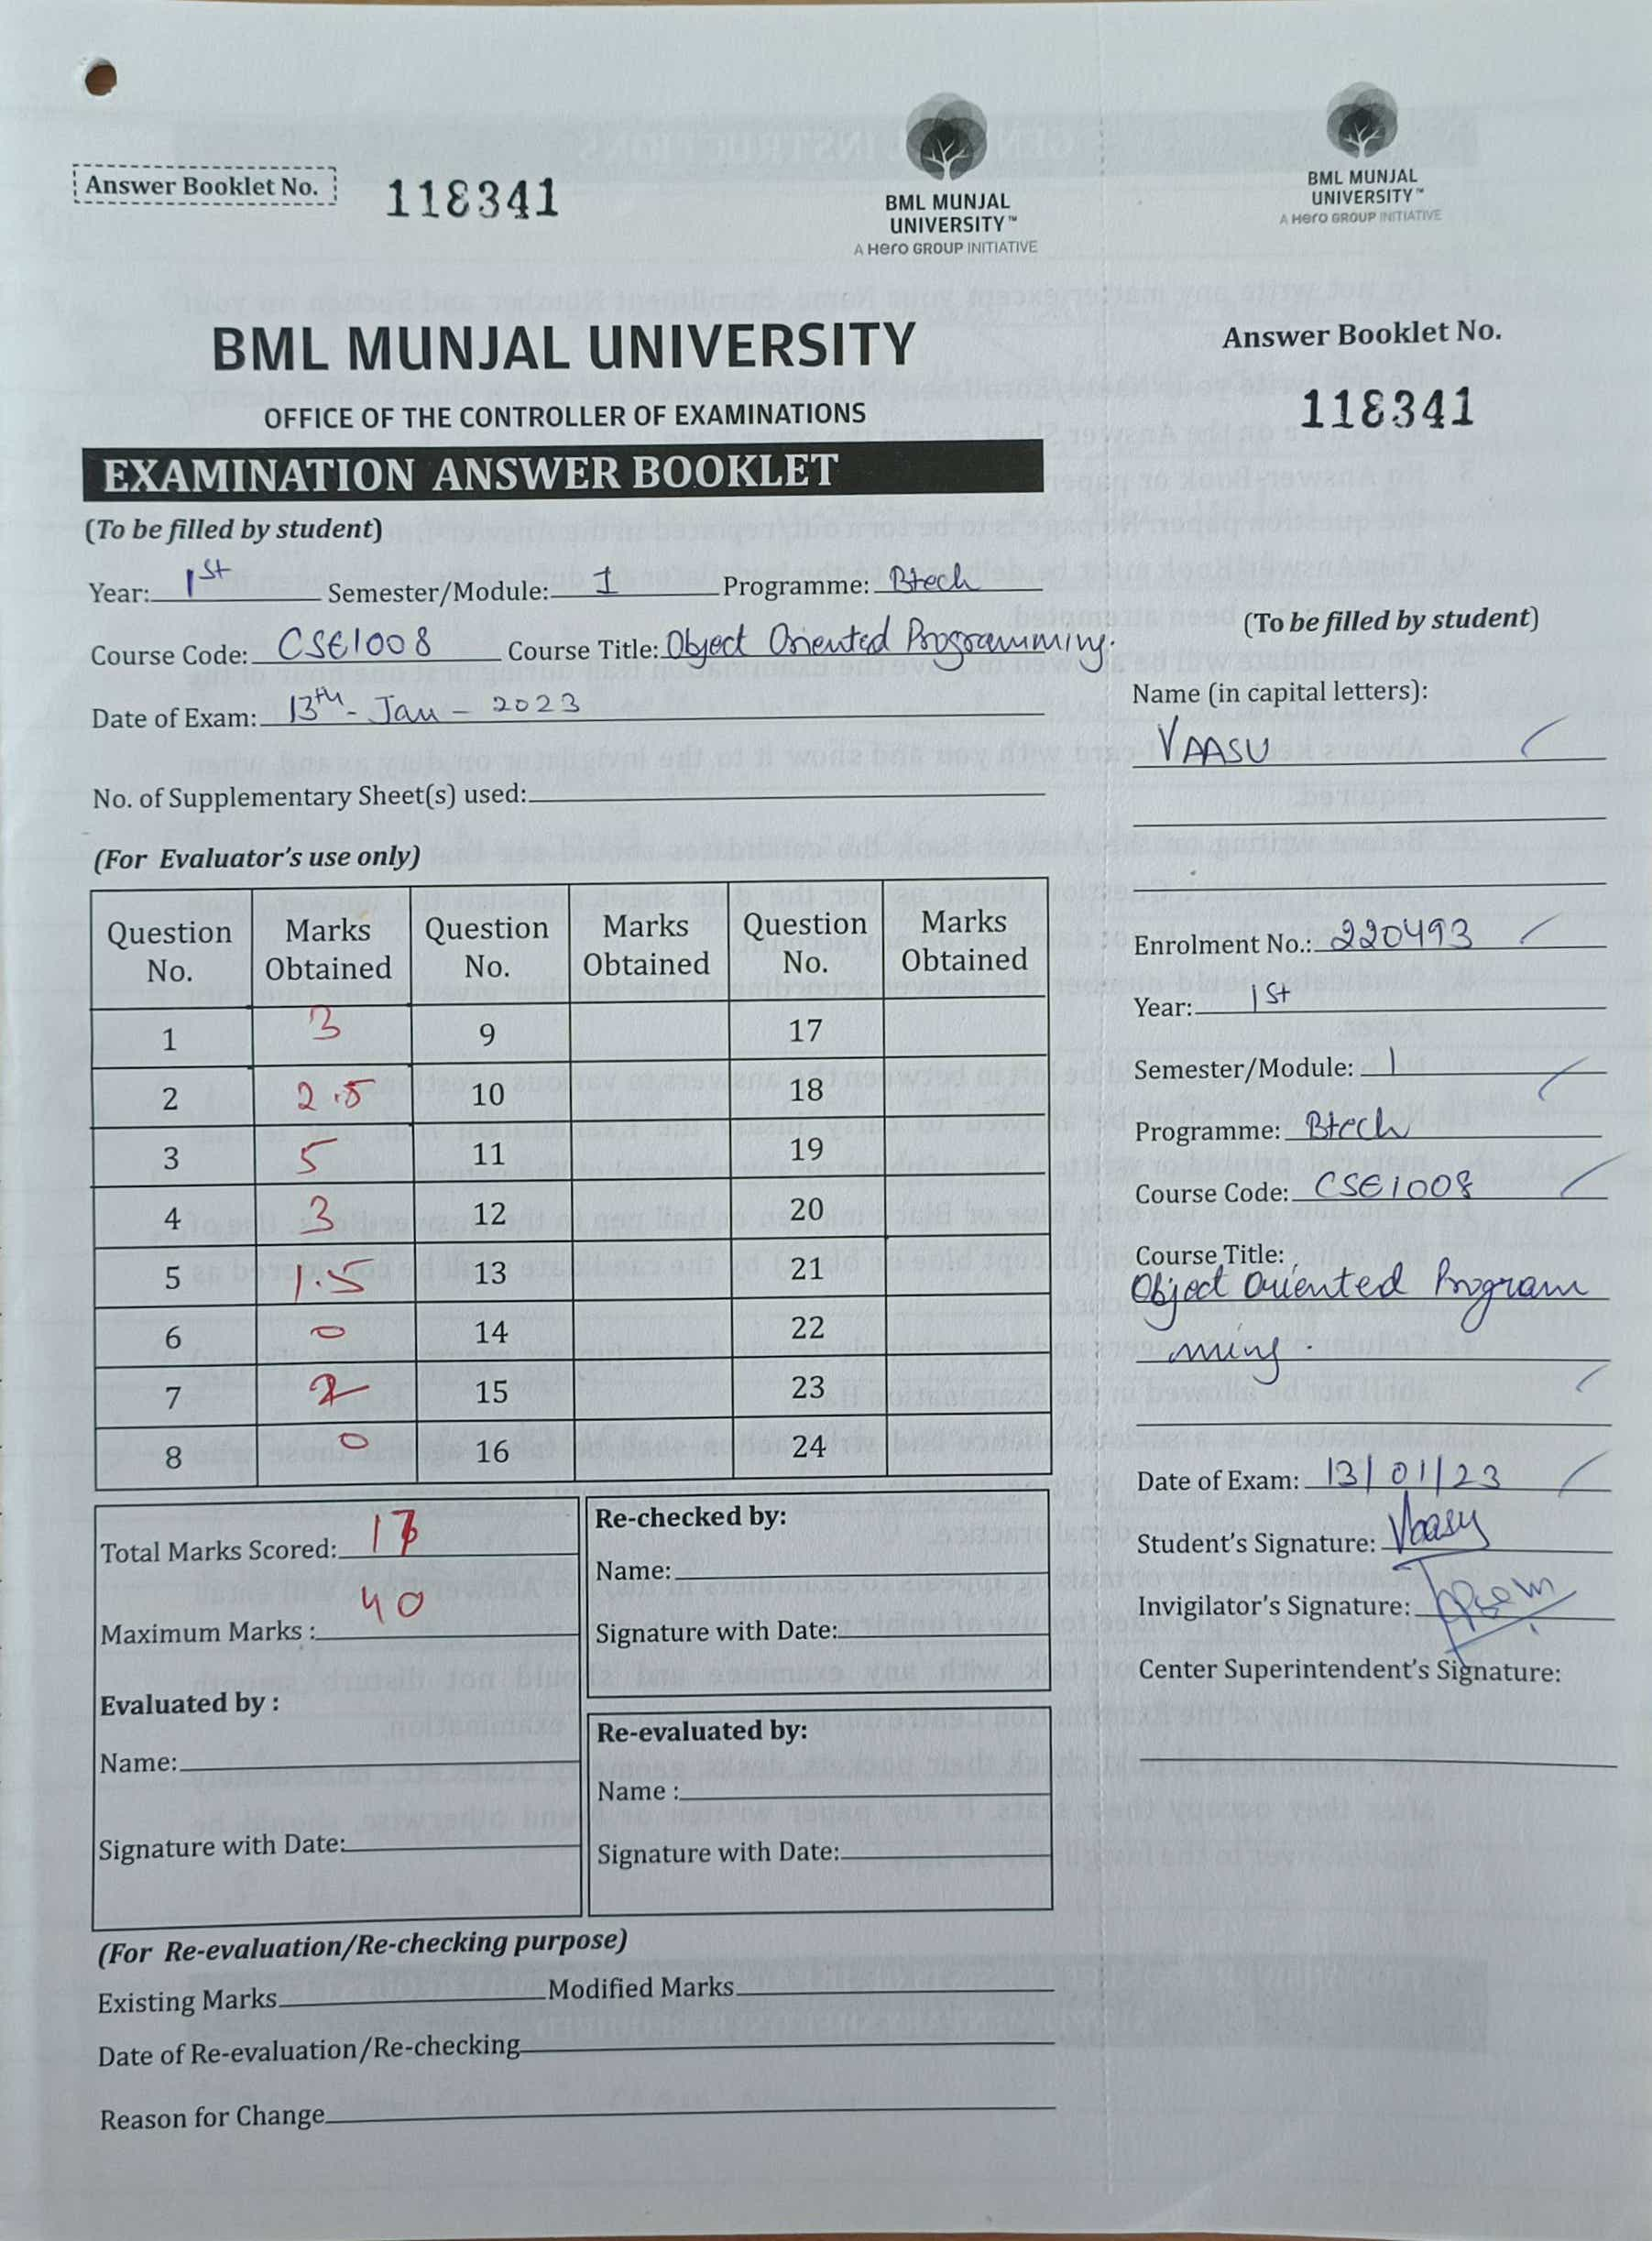 Answer Booklet No. 118341
BML MUNJAL
UNIVERSITY™
A Hero GROUP INITIATIVE
BML MUNJAL
UNIVERSITY™
A Hero GROUP INITIATIVE
BML MUNJAL UNIVERSITY
OFFICE OF THE CONTROLLER OF EXAMINATIONS
EXAMINATION ANSWER BOOKLET
(To be filled by student)
Year: 1st Semester/Module: I Programme: Btech
Course Code: CSE1008 Course Title: Object Oriented Programming.
Date of Exam: 13th - Jan - 2023
No. of Supplementary Sheet(s) used:
(For Evaluator's use only)
Question No. Marks Obtained Question No. Marks Obtained Question No. Marks Obtained
1 3 9 17
2 2.5 10 18
3 5 11 19
4 3 12 20
5 1.5 13 21
6 0 14 22
7 2 15 23
8 0 16 24
Total Marks Scored: 17
Maximum Marks : 40
Evaluated by :
Name:
Signature with Date:
Re-checked by:
Name:
Signature with Date:
Re-evaluated by:
Name :
Signature with Date:
(For Re-evaluation/Re-checking purpose)
Existing Marks Modified Marks
Date of Re-evaluation/Re-checking
Reason for Change
Answer Booklet No.
118341
(To be filled by student)
Name (in capital letters):
VAASU
Enrolment No.: 220493
Year: 1st
Semester/Module: 1
Programme: Btech
Course Code: CSE1008
Course Title:
Object Oriented Program
ming.
Date of Exam: 13/01/23
Student's Signature: Vaasu
Invigilator's Signature:
Center Superintendent's Signature: